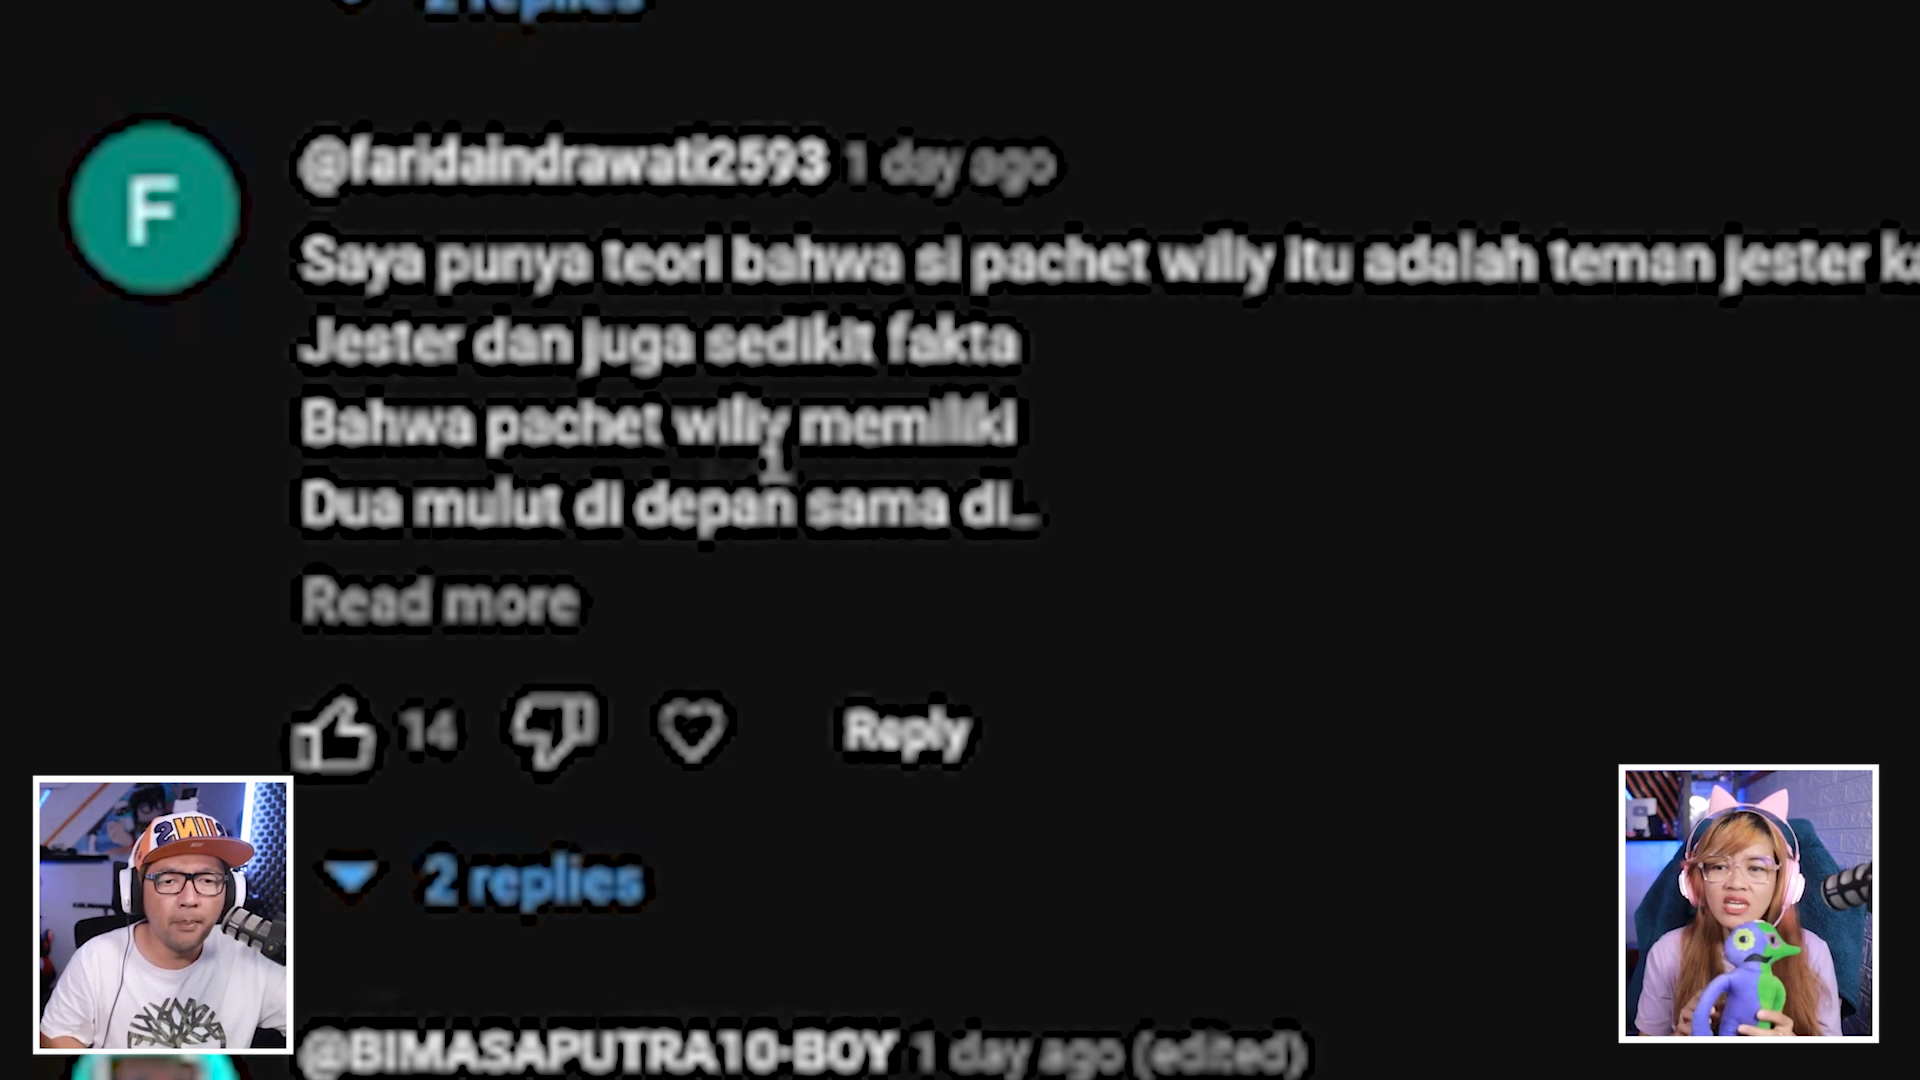 2 replies
F
@faridaindrawati2593 1 day ago
Saya punya teori bahwa si pachet willy itu adalah teman jester ka
Jester dan juga sedikit fakta
Bahwa pachet willy memiliki
Dua mulut di depan sama di...
Read more
14 Reply
2 replies
@BIMASAPUTRA10-BOY 1 day ago (edited)